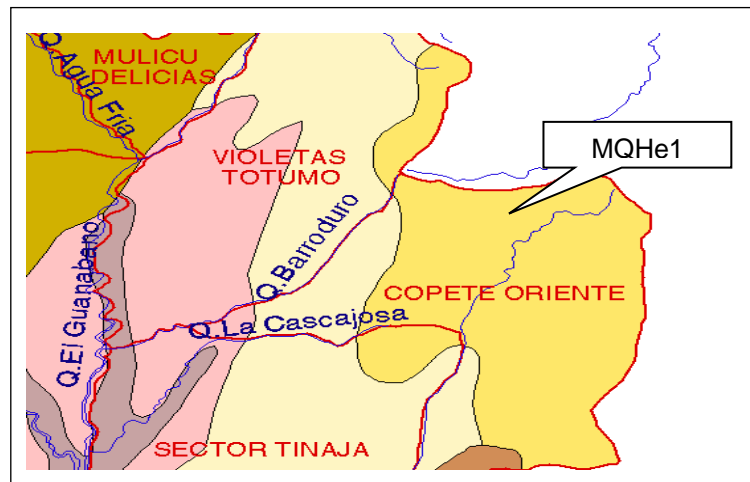 MULICU
DELICIAS
Q.Agua Fria
MQHe1
VIOLETAS
TOTUMO
Q.Barroduro
Q.El Guanabano
COPETE ORIENTE
Q.La Cascajosa
SECTOR TINAJA